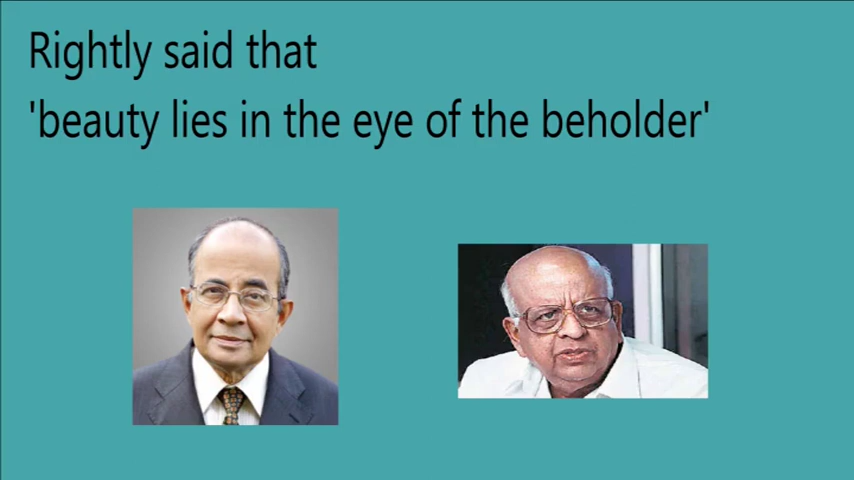 Rightly said that
'beauty lies in the eye of the beholder'